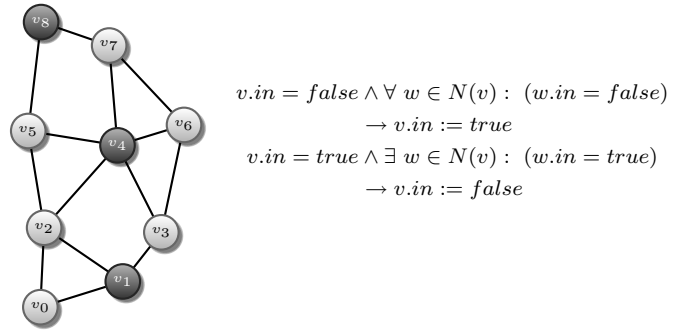 v8
v7
v.in = false ∧ ∀ w ∈ N(v) : (w.in = false)
v5
v6
→ v.in := true
v4
v.in = true ∧ ∃ w ∈ N(v) : (w.in = true)
→ v.in := false
v2
v3
v1
v0